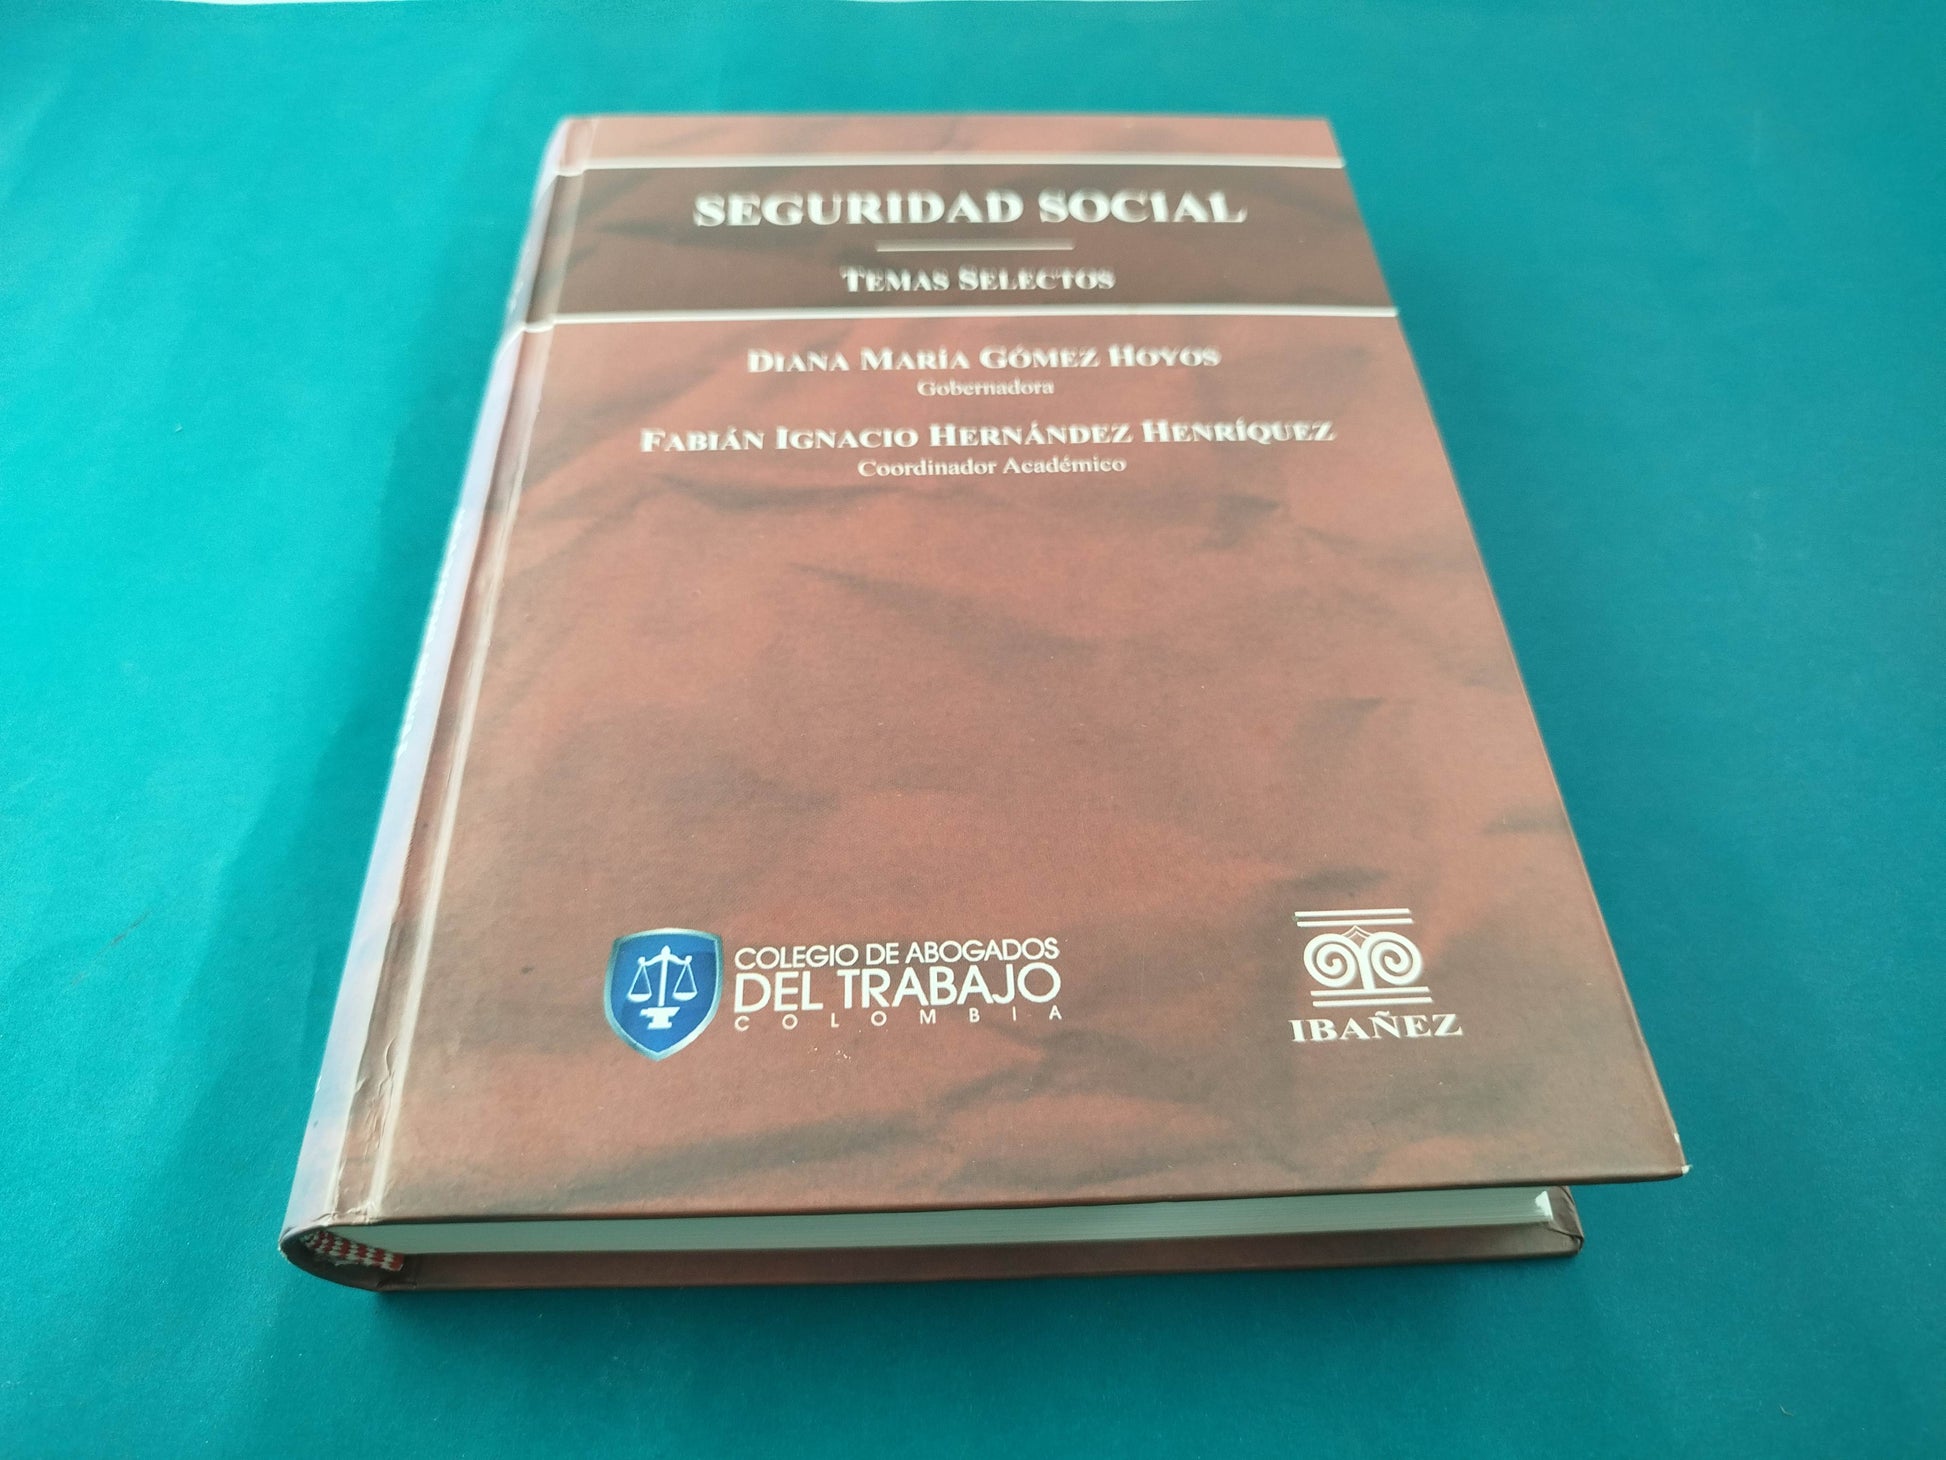 SEGURIDAD SOCIAL
TEMAS SELECTOS
DIANA MARÍA GÓMEZ HOYOS
Gobernadora
FABIÁN IGNACIO HERNÁNDEZ HENRÍQUEZ
Coordinador Académico
COLEGIO DE ABOGADOS
DEL TRABAJO
COLOMBIA
IBAÑEZ